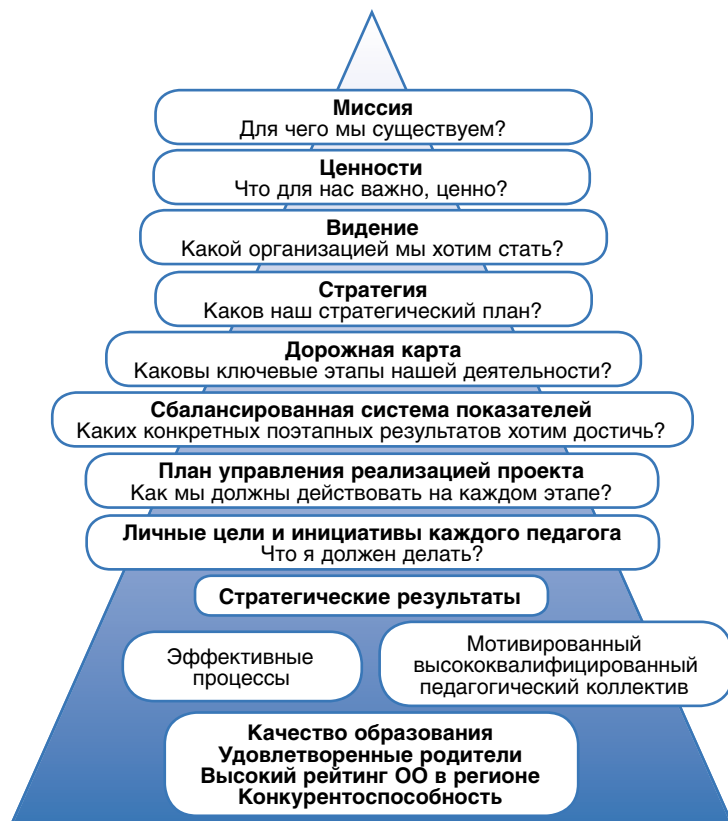 Миссия
Для чего мы существуем?
Ценности
Что для нас важно, ценно?
Видение
Какой организацией мы хотим стать?
Стратегия
Каков наш стратегический план?
Дорожная карта
Каковы ключевые этапы нашей деятельности?
Сбалансированная система показателей
Каких конкретных поэтапных результатов хотим достичь?
План управления реализацией проекта
Как мы должны действовать на каждом этапе?
Личные цели и инициативы каждого педагога
Что я должен делать?
Стратегические результаты
Эффективные
процессы
Мотивированный
высококвалифицированный
педагогический коллектив
Качество образования
Удовлетворенные родители
Высокий рейтинг ОО в регионе
Конкурентоспособность